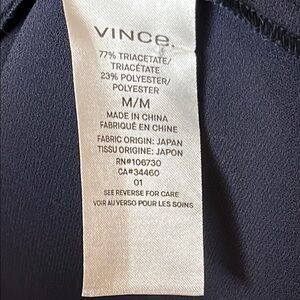 VINCE.
77% TRIACETATE/
TRIACÉTATE
23% POLYESTER/
POLYESTER
M/M
MADE IN CHINA
FABRIQUÉ EN CHINE
FABRIC ORIGIN: JAPAN
TISSU ORIGINE: JAPON
RN#106730
CA#34460
01
SEE REVERSE FOR CARE
VOIR AU VERSO POUR LES SOINS